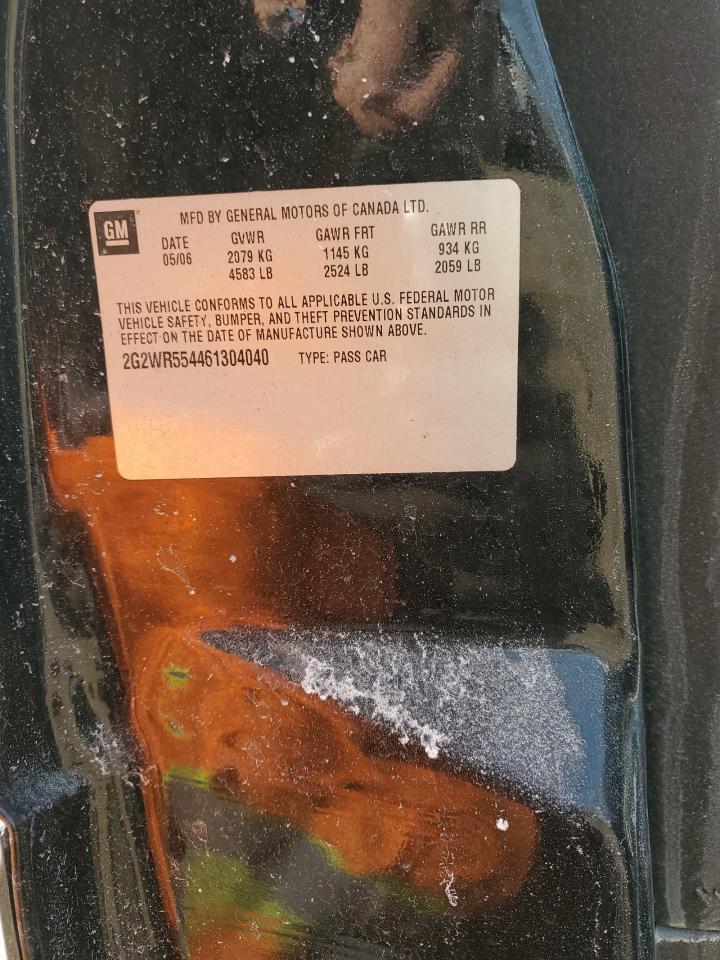 GM
MFD BY GENERAL MOTORS OF CANADA LTD.
DATE GVWR GAWR FRT GAWR RR
05/06 2079 KG 1145 KG 934 KG
4583 LB 2524 LB 2059 LB
THIS VEHICLE CONFORMS TO ALL APPLICABLE U.S. FEDERAL MOTOR
VEHICLE SAFETY, BUMPER, AND THEFT PREVENTION STANDARDS IN
EFFECT ON THE DATE OF MANUFACTURE SHOWN ABOVE.
2G2WR554461304040 TYPE: PASS CAR